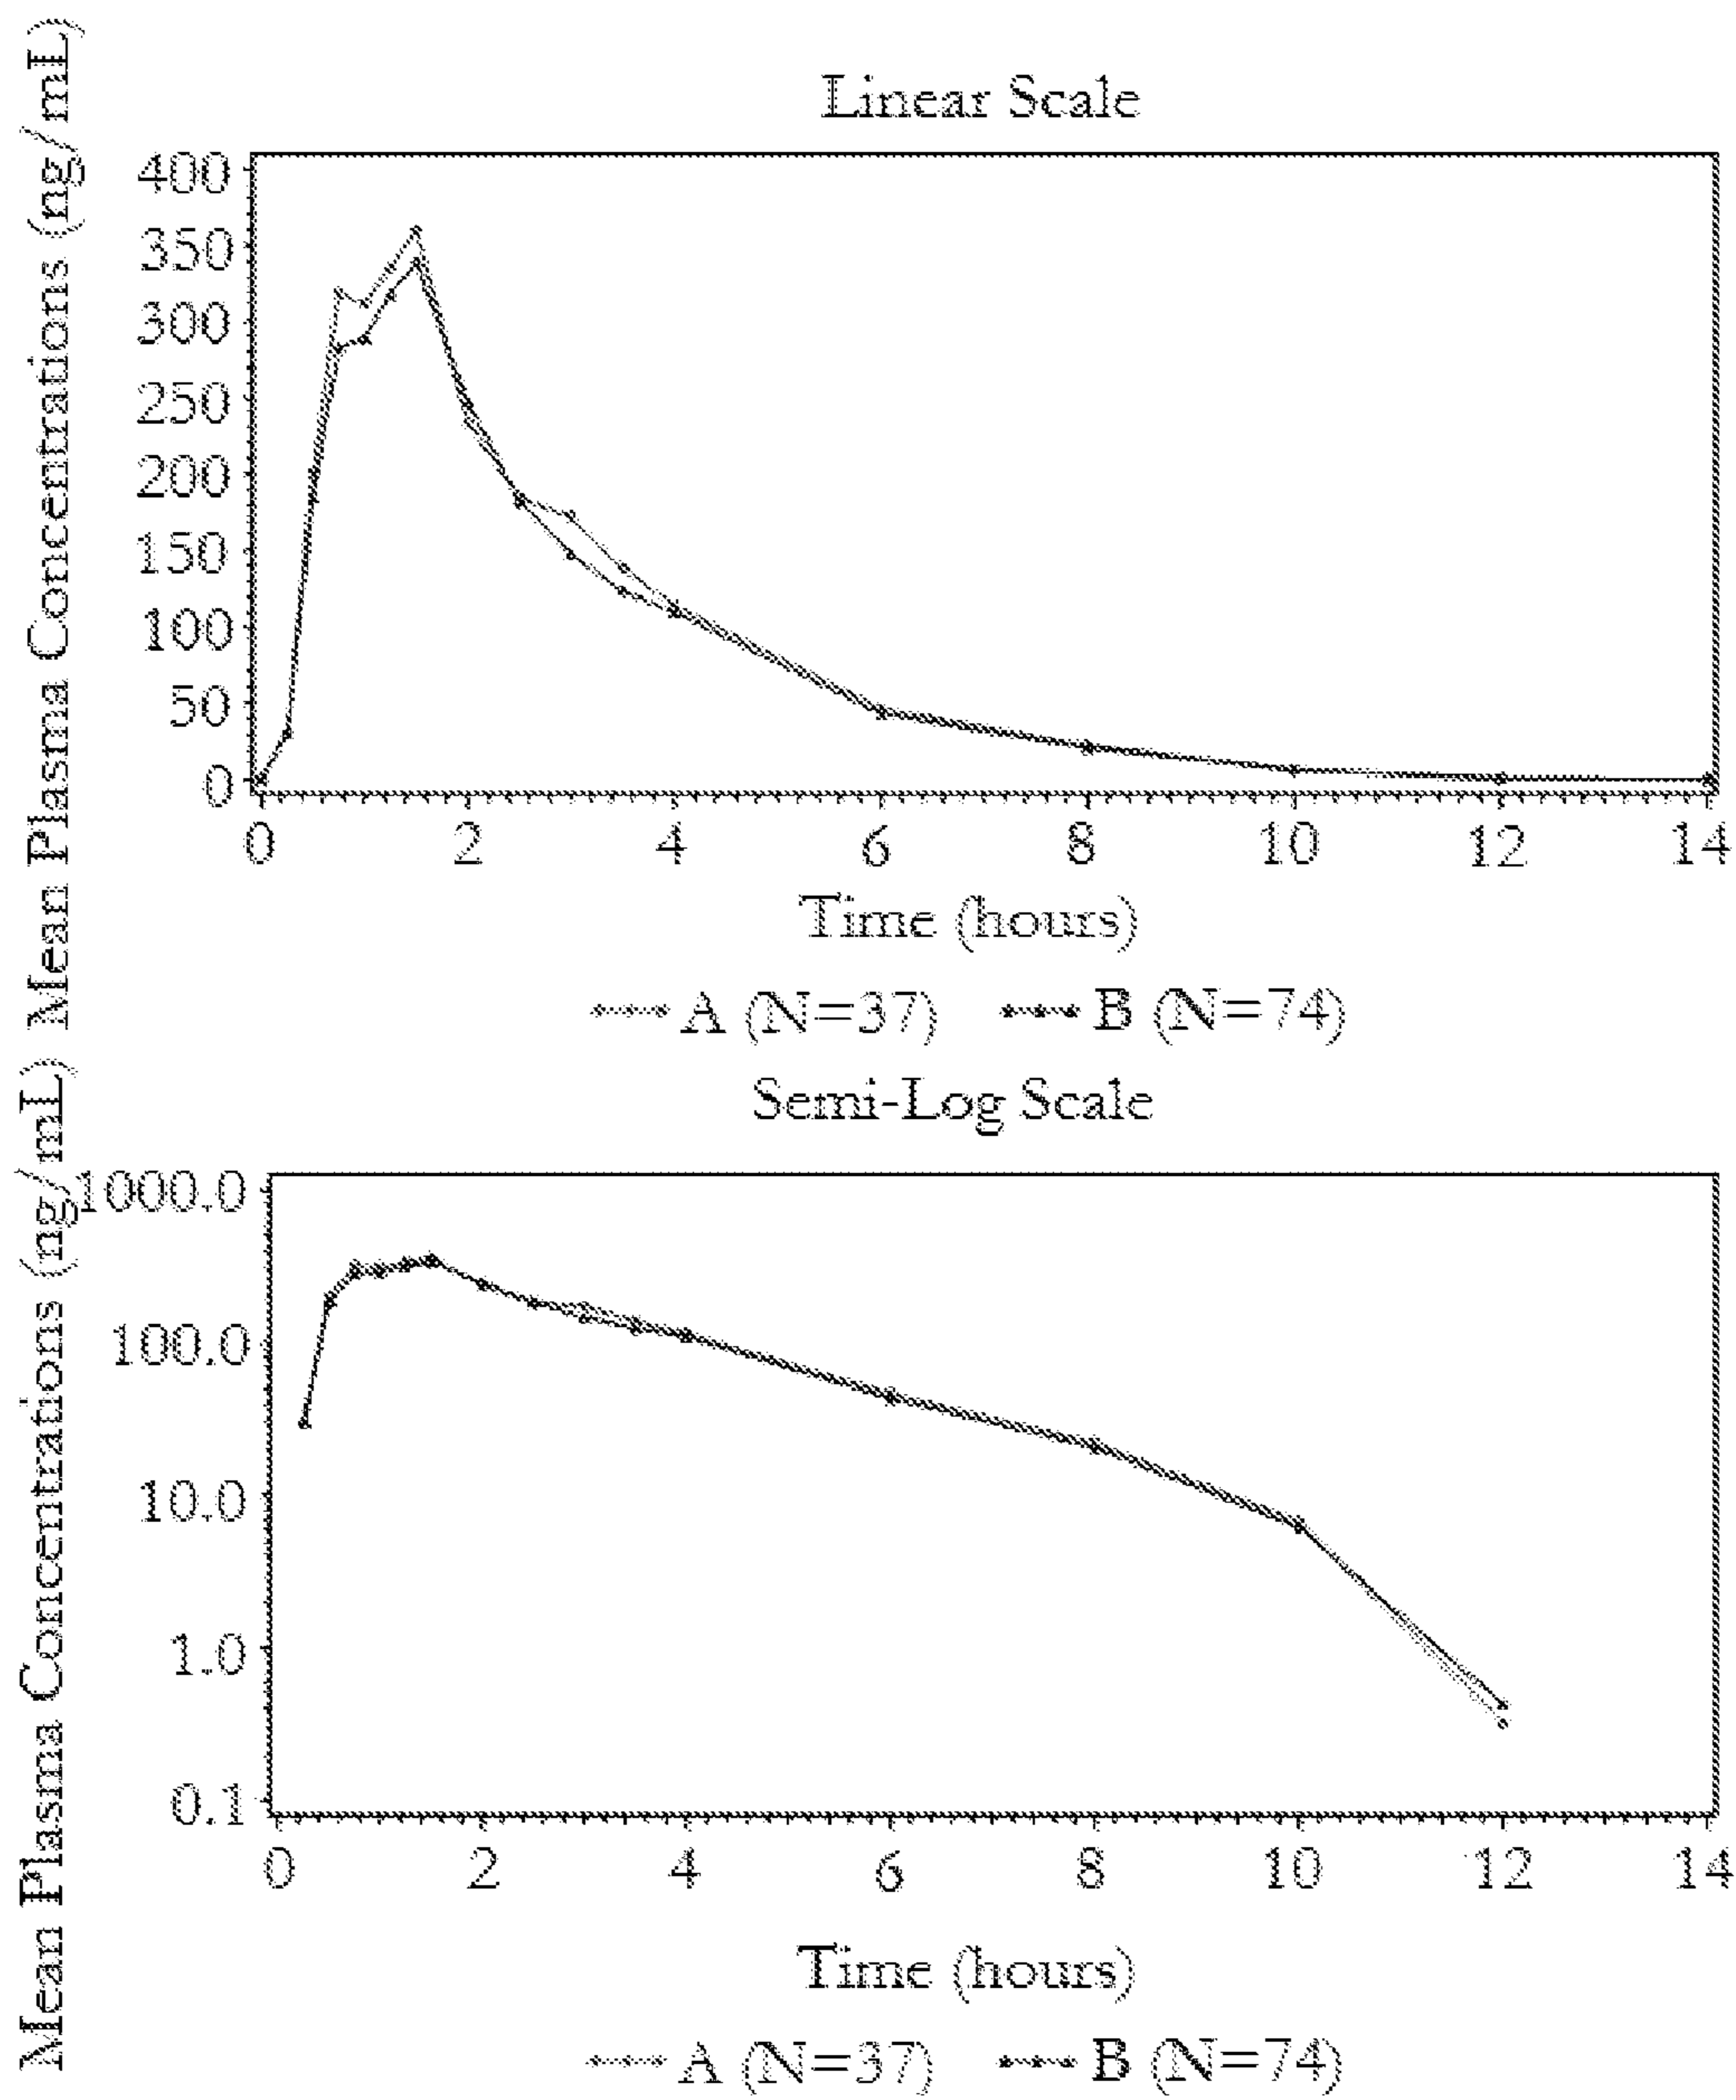 Linear Scale
Mean Plasma Concentrations (ng/mL)
400
350
300
250
200
150
100
50
0
0 2 4 6 8 10 12 14
Time (hours)
A (N=37) B (N=74)
Semi-Log Scale
Mean Plasma Concentrations (ng/mL)
1000.0
100.0
10.0
1.0
0.1
0 2 4 6 8 10 12 14
Time (hours)
A (N=37) B (N=74)